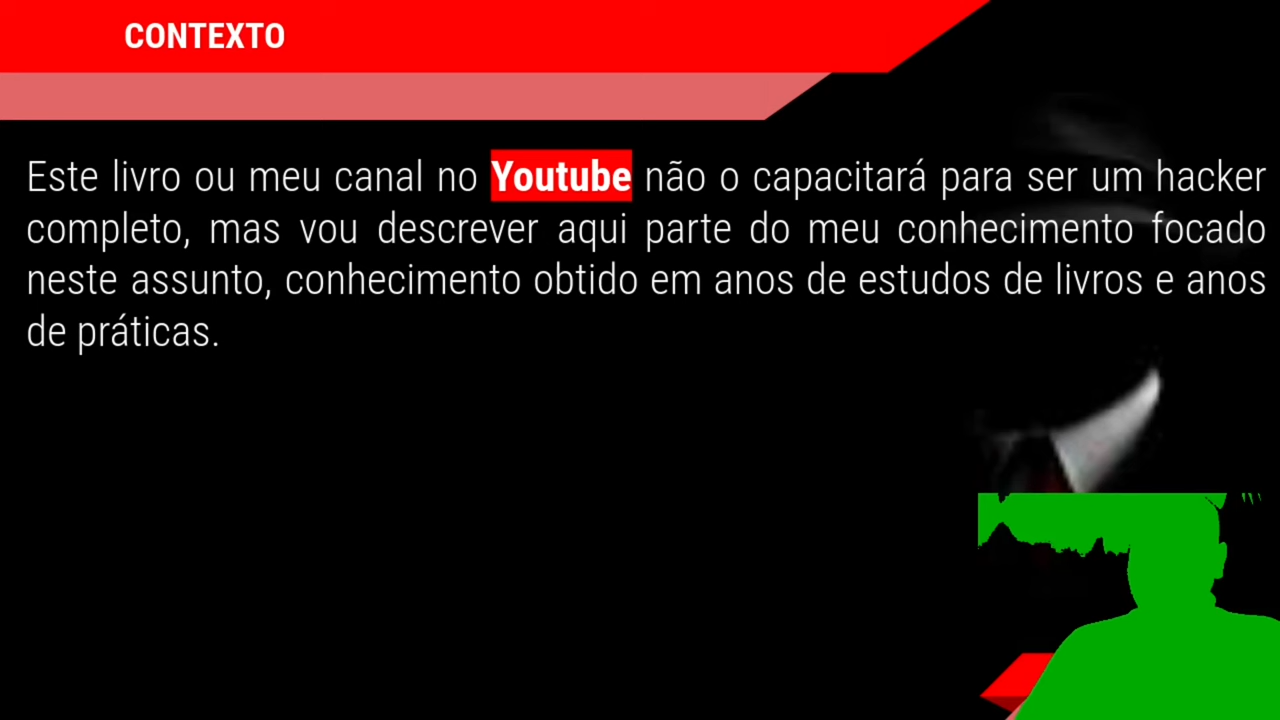 CONTEXTO
Este livro ou meu canal no Youtube não o capacitará para ser um hacker
completo, mas vou descrever aqui parte do meu conhecimento focado
neste assunto, conhecimento obtido em anos de estudos de livros e anos
de práticas.